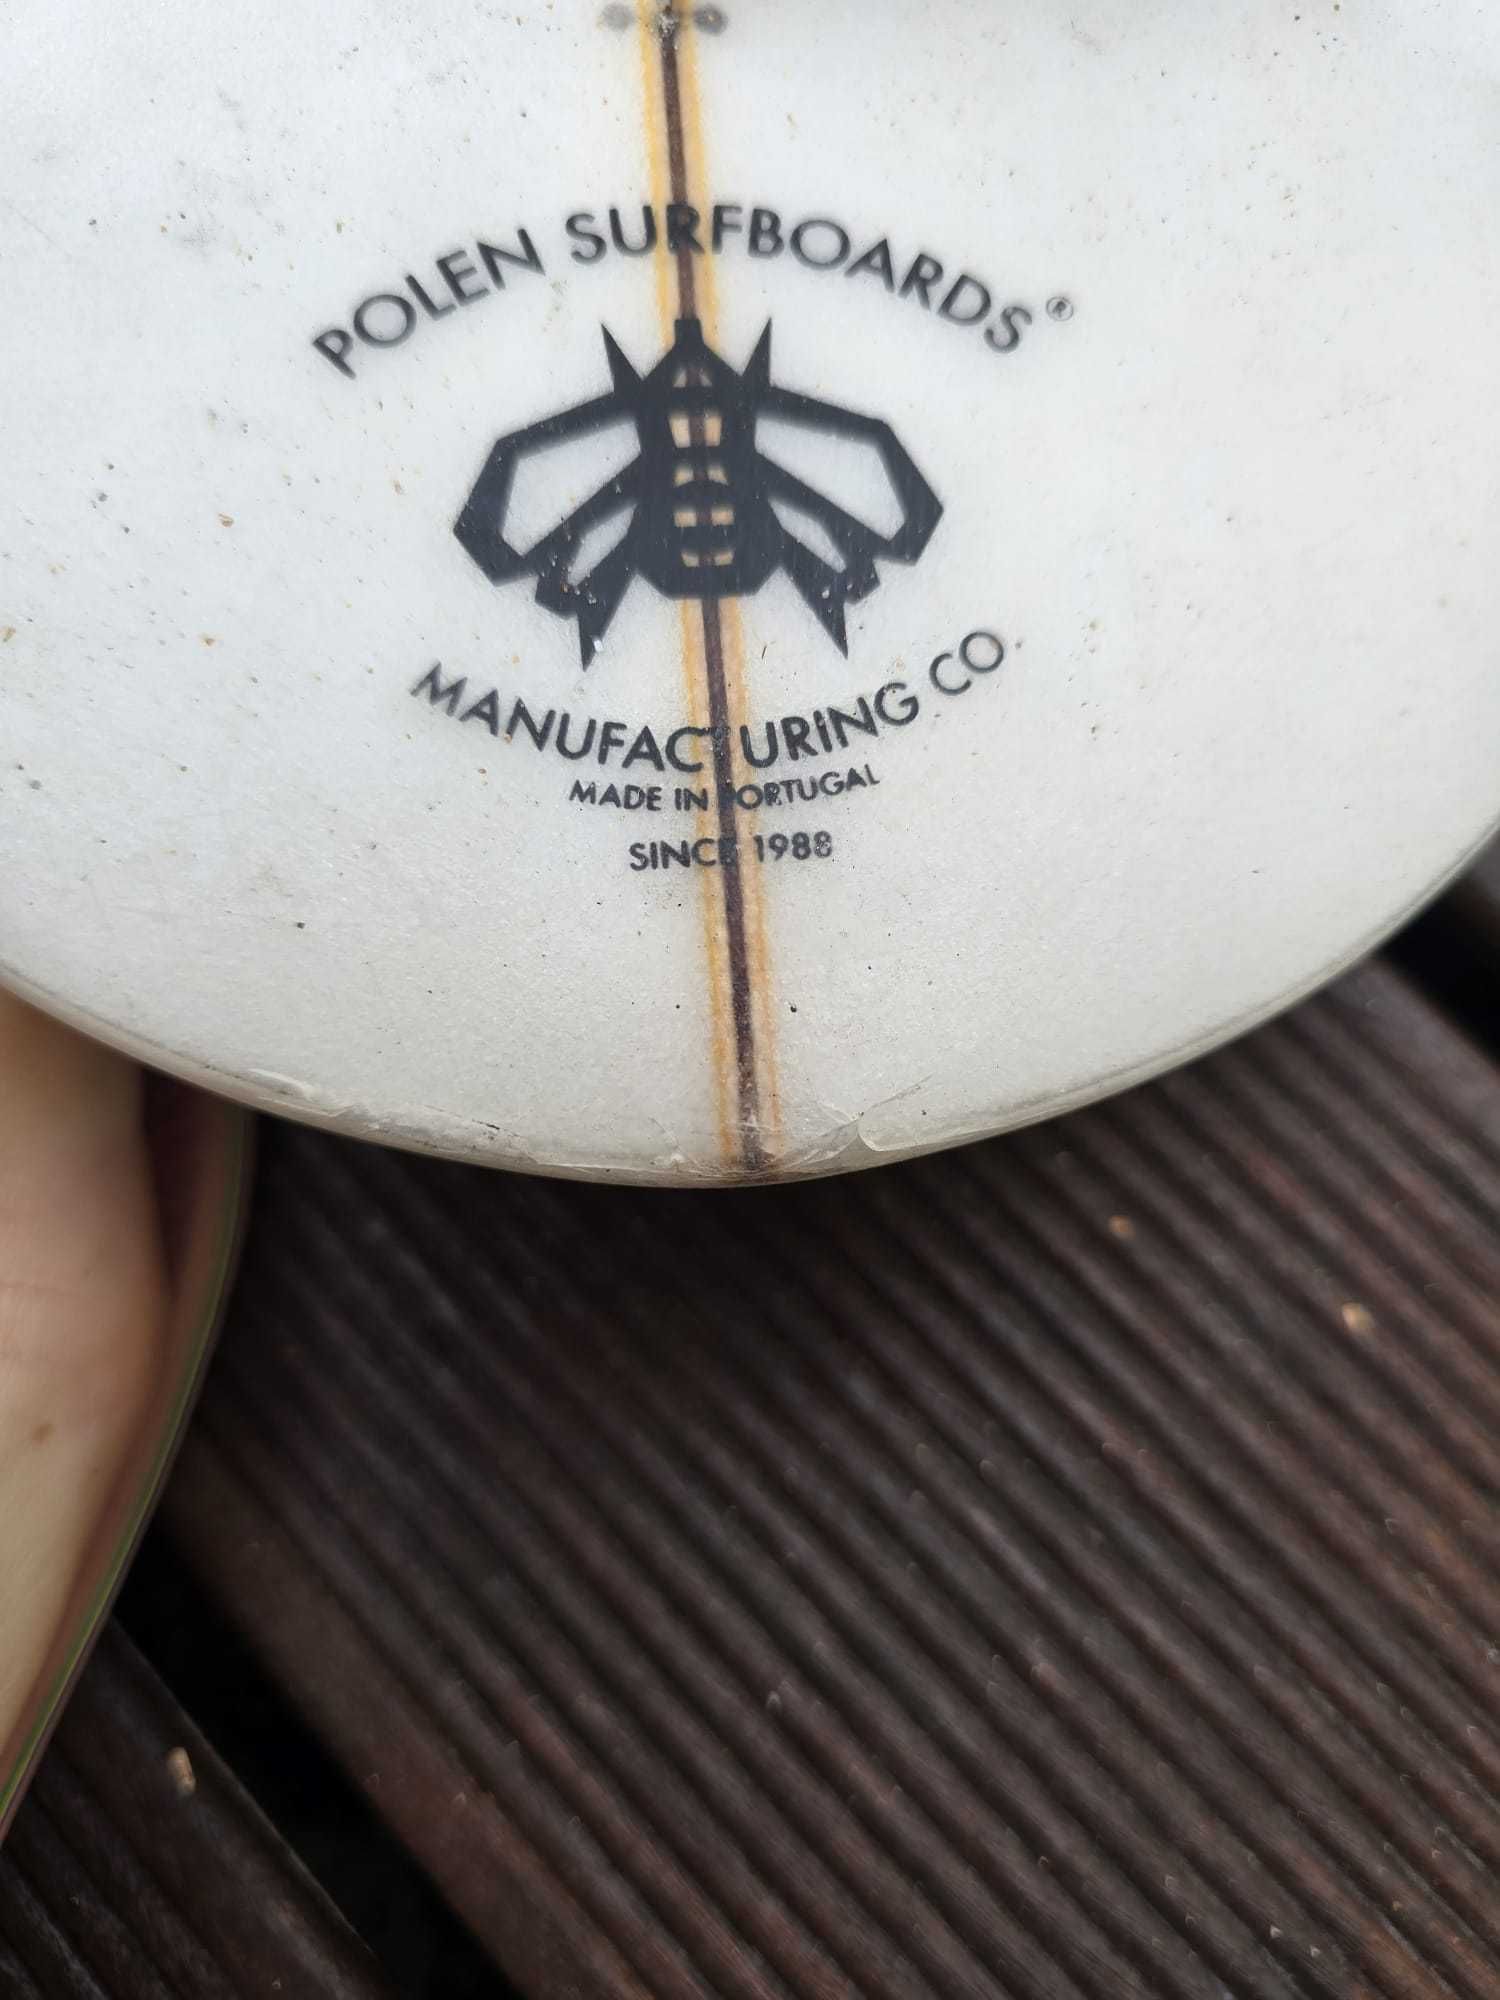 POLEN SURFBOARDS®
MANUFACTURING CO
MADE IN PORTUGAL
SINCE 1988